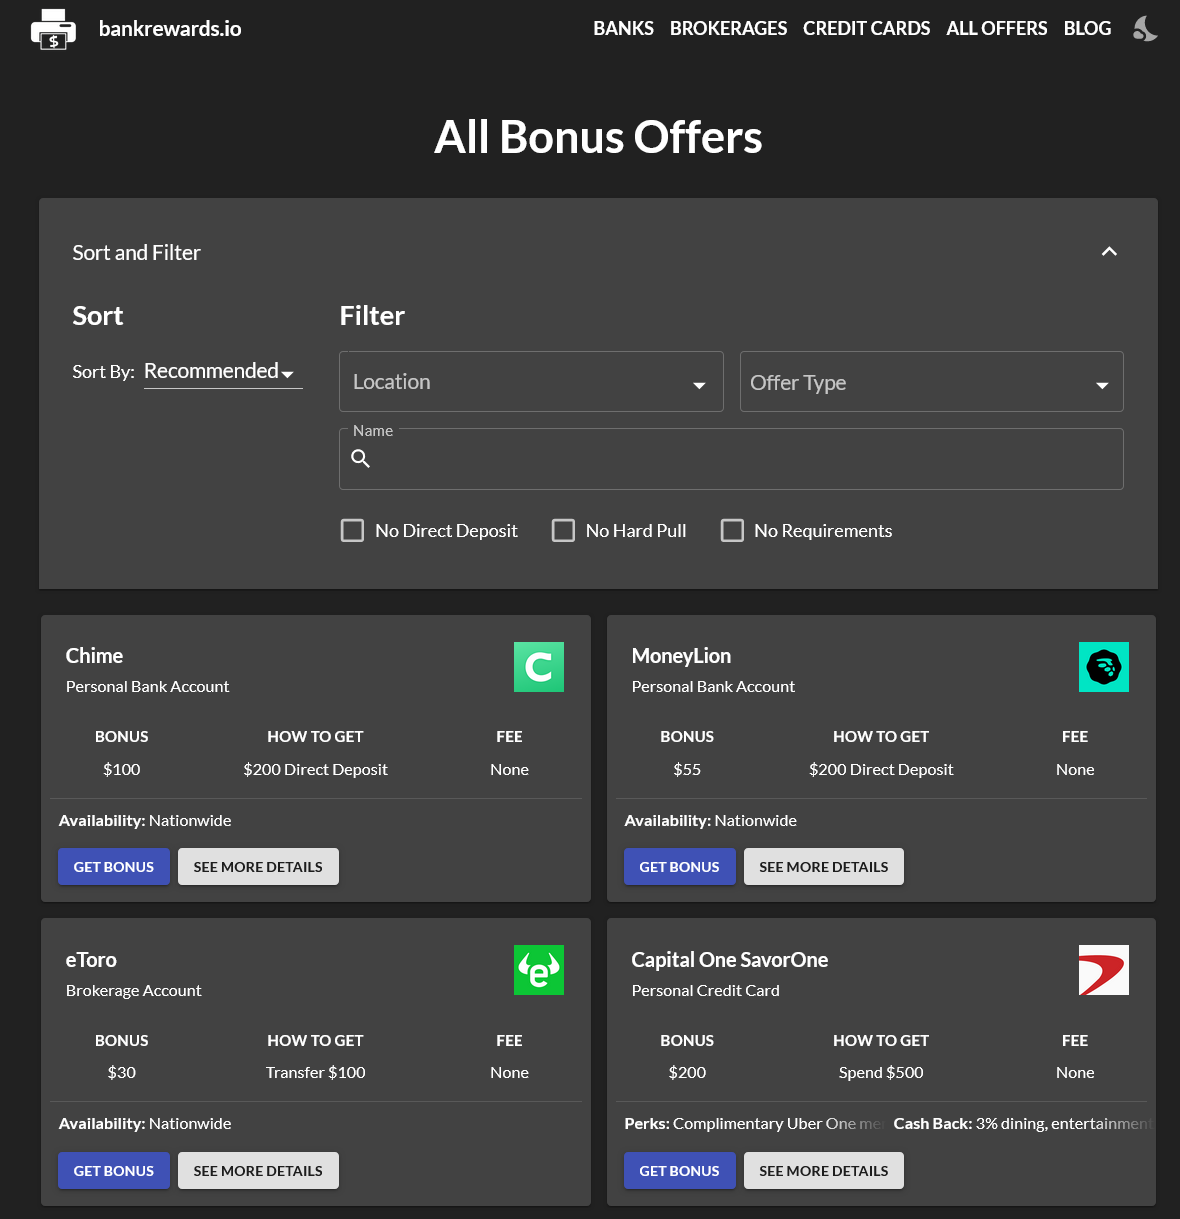 bankrewards.io
BANKS BROKERAGES CREDIT CARDS ALL OFFERS BLOG
All Bonus Offers
Sort and Filter
Sort
Sort By: Recommended
Filter
Location
Offer Type
Name
No Direct Deposit
No Hard Pull
No Requirements
Chime
Personal Bank Account
BONUS HOW TO GET FEE
$100 $200 Direct Deposit None
Availability: Nationwide
GET BONUS SEE MORE DETAILS
MoneyLion
Personal Bank Account
BONUS HOW TO GET FEE
$55 $200 Direct Deposit None
Availability: Nationwide
GET BONUS SEE MORE DETAILS
eToro
Brokerage Account
BONUS HOW TO GET FEE
$30 Transfer $100 None
Availability: Nationwide
GET BONUS SEE MORE DETAILS
Capital One SavorOne
Personal Credit Card
BONUS HOW TO GET FEE
$200 Spend $500 None
Perks: Complimentary Uber One Cash Back: 3% dining, entertainment
GET BONUS SEE MORE DETAILS